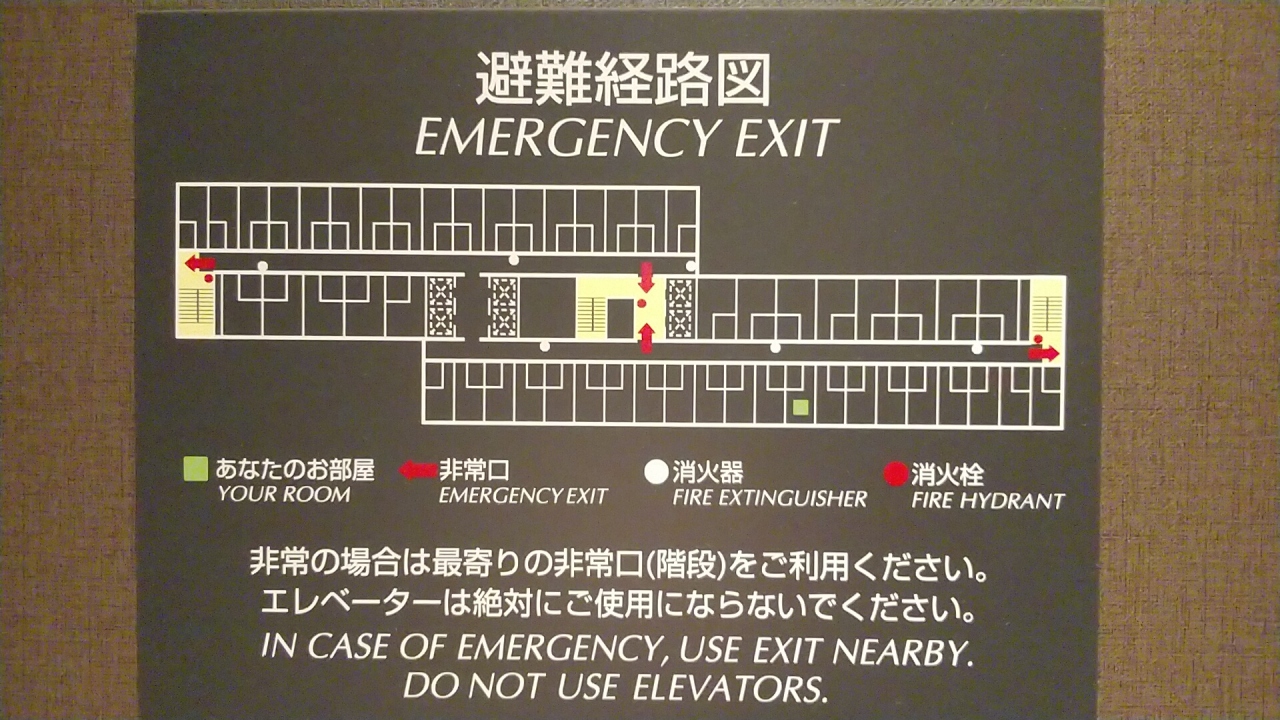 避難経路図
EMERGENCY EXIT
あなたのお部屋
YOUR ROOM
非常口
EMERGENCY EXIT
消火器
FIRE EXTINGUISHER
消火栓
FIRE HYDRANT
非常の場合は最寄りの非常口(階段)をご利用ください。
エレベーターは絶対にご使用にならないでください。
IN CASE OF EMERGENCY, USE EXIT NEARBY.
DO NOT USE ELEVATORS.